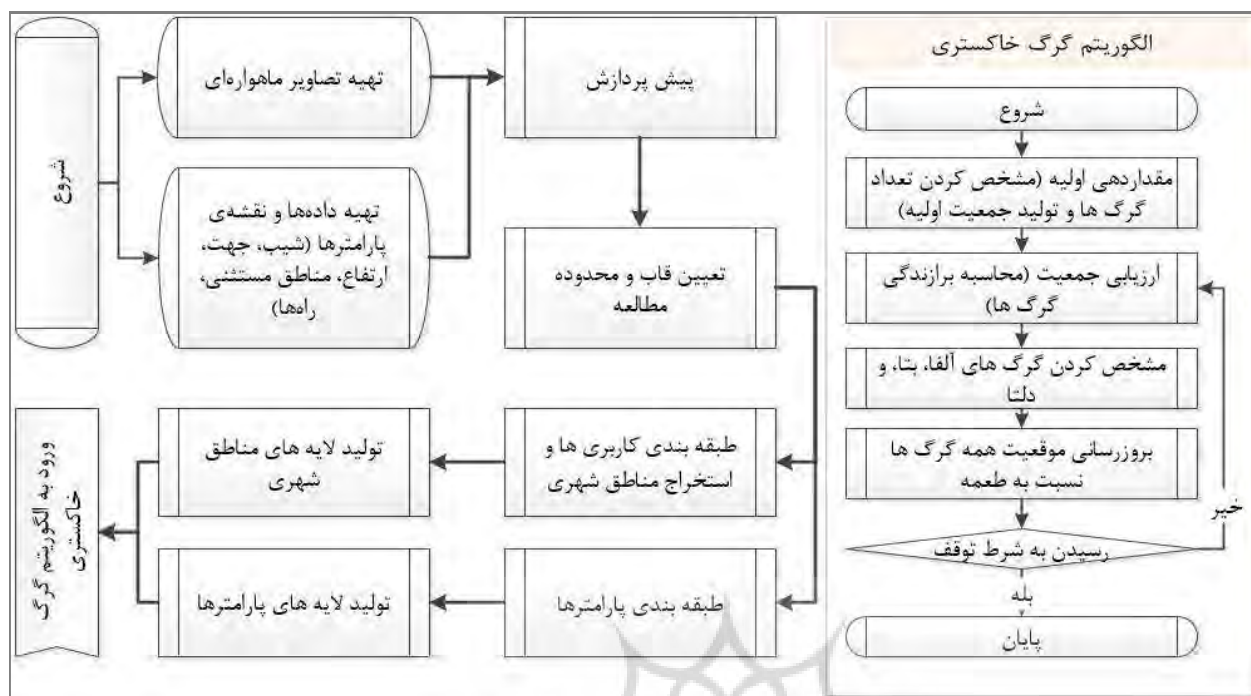 شروع
تهیه تصاویر ماهواره‌ای
تهیه داده‌ها و نقشه‌ی
پارامترها (شیب، جهت،
ارتفاع، مناطق مستثنی،
راه‌ها)
پیش پردازش
تعیین قاب و محدوده
مطالعه
طبقه بندی کاربری ها و
استخراج مناطق شهری
تولید لایه های مناطق
شهری
طبقه بندی پارامترها
تولید لایه های پارامترها
ورود به الگوریتم گرگ
خاکستری
الگوریتم گرگ خاکستری
شروع
مقداردهی اولیه (مشخص کردن تعداد
گرگ ها و تولید جمعیت اولیه)
ارزیابی جمعیت (محاسبه برازندگی
گرگ ها)
مشخص کردن گرگ های آلفا، بتا، و
دلتا
بروزرسانی موقعیت همه گرگ ها
نسبت به طعمه
رسیدن به شرط توقف
خیر
بله
پایان